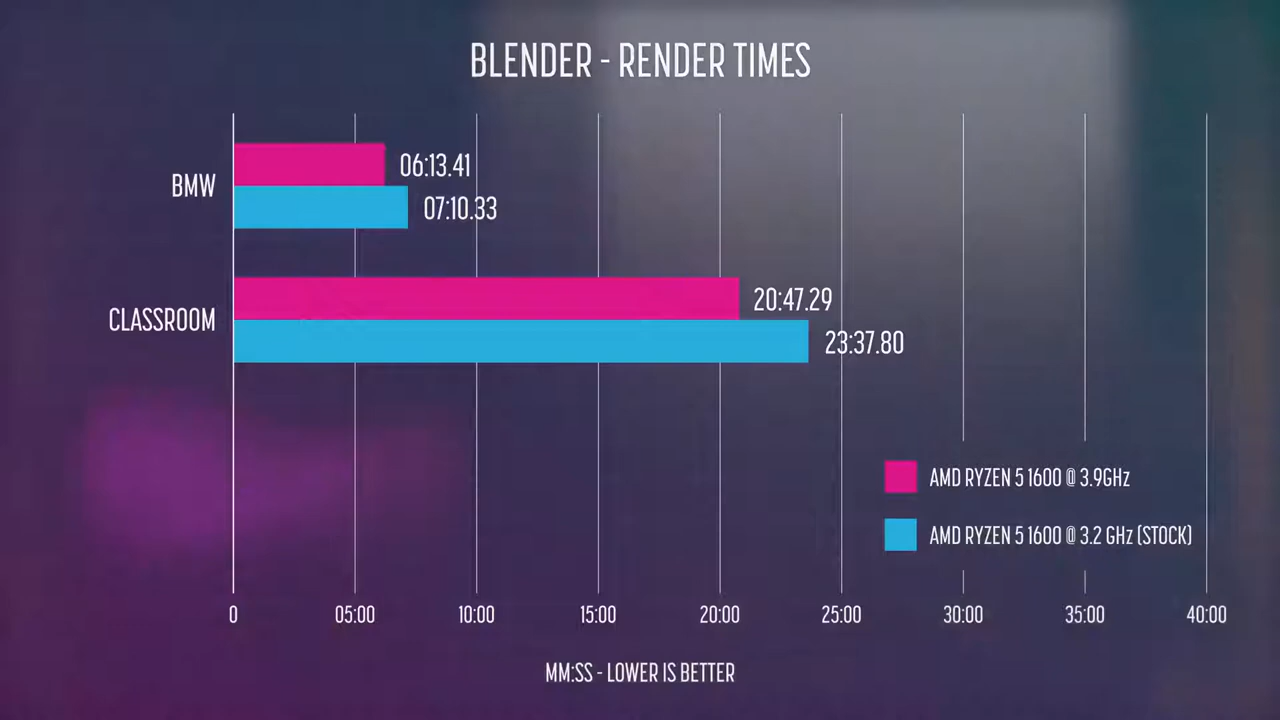 BLENDER - RENDER TIMES
BMW
06:13.41
07:10.33
CLASSROOM
20:47.29
23:37.80
AMD RYZEN 5 1600 @ 3.9GHz
AMD RYZEN 5 1600 @ 3.2 GHz (STOCK)
0 05:00 10:00 15:00 20:00 25:00 30:00 35:00 40:00
MM:SS - LOWER IS BETTER